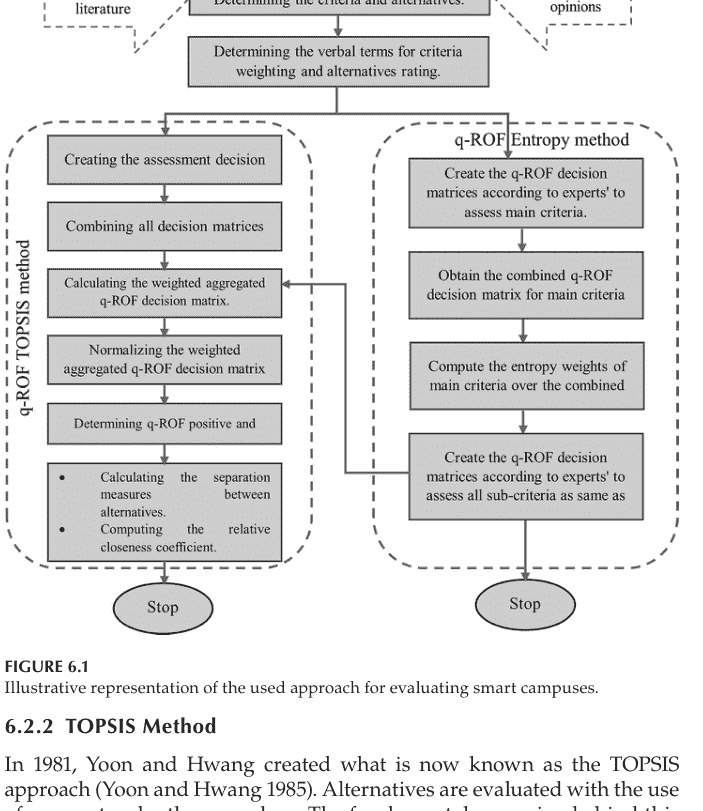 literature
Determining the criteria and alternatives.
opinions
Determining the verbal terms for criteria
weighting and alternatives rating.
q-ROF TOPSIS method
Creating the assessment decision
Combining all decision matrices
Calculating the weighted aggregated
q-ROF decision matrix.
Normalizing the weighted
aggregated q-ROF decision matrix
Determining q-ROF positive and
• Calculating the separation
measures between
alternatives.
• Computing the relative
closeness coefficient.
Stop
q-ROF Entropy method
Create the q-ROF decision
matrices according to experts' to
assess main criteria.
Obtain the combined q-ROF
decision matrix for main criteria
Compute the entropy weights of
main criteria over the combined
Create the q-ROF decision
matrices according to experts' to
assess all sub-criteria as same as
Stop
FIGURE 6.1
Illustrative representation of the used approach for evaluating smart campuses.
6.2.2 TOPSIS Method
In 1981, Yoon and Hwang created what is now known as the TOPSIS
approach (Yoon and Hwang 1985). Alternatives are evaluated with the use